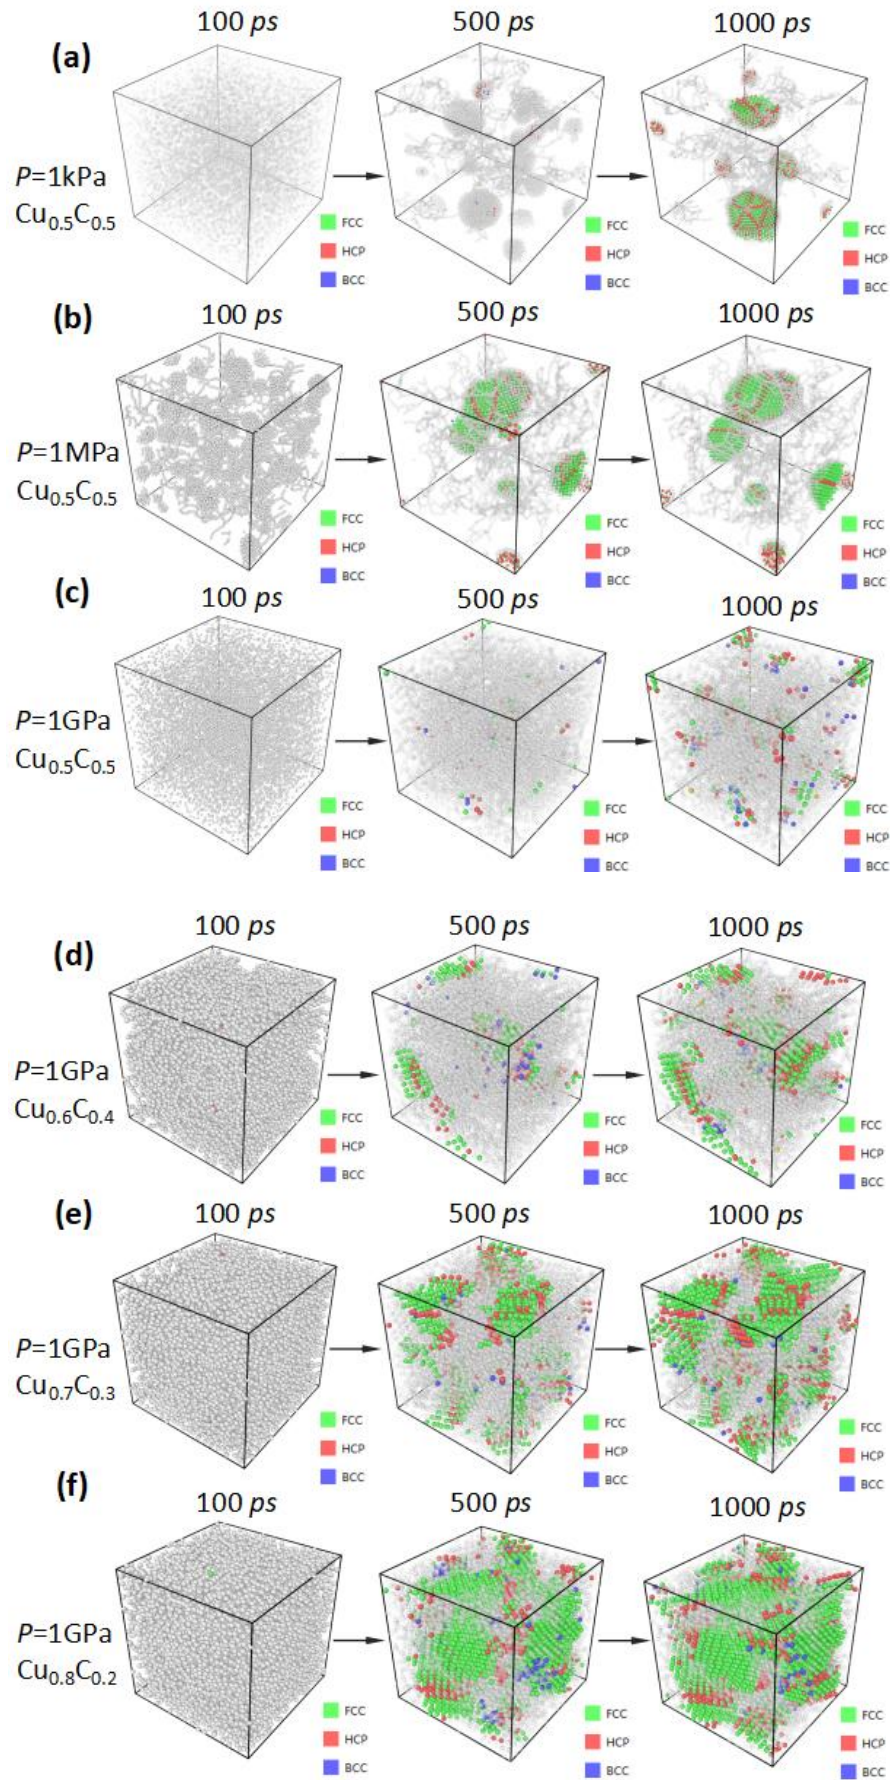 100 ps 500 ps 1000 ps
(a)
P=1kPa
Cu0.5C0.5
FCC FCC FCC
HCP HCP HCP
BCC BCC BCC
100 ps 500 ps 1000 ps
(b)
P=1MPa
Cu0.5C0.5
FCC FCC FCC
HCP HCP HCP
BCC BCC BCC
(c)
100 ps 500 ps 1000 ps
P=1GPa
Cu0.5C0.5
FCC FCC FCC
HCP HCP HCP
BCC BCC BCC
100 ps 500 ps 1000 ps
(d)
P=1GPa
Cu0.6C0.4
FCC FCC FCC
HCP HCP HCP
BCC BCC BCC
(e)
100 ps 500 ps 1000 ps
P=1GPa
Cu0.7C0.3
FCC FCC FCC
HCP HCP HCP
BCC BCC BCC
(f)
100 ps 500 ps 1000 ps
P=1GPa
Cu0.8C0.2
FCC FCC FCC
HCP HCP HCP
BCC BCC BCC